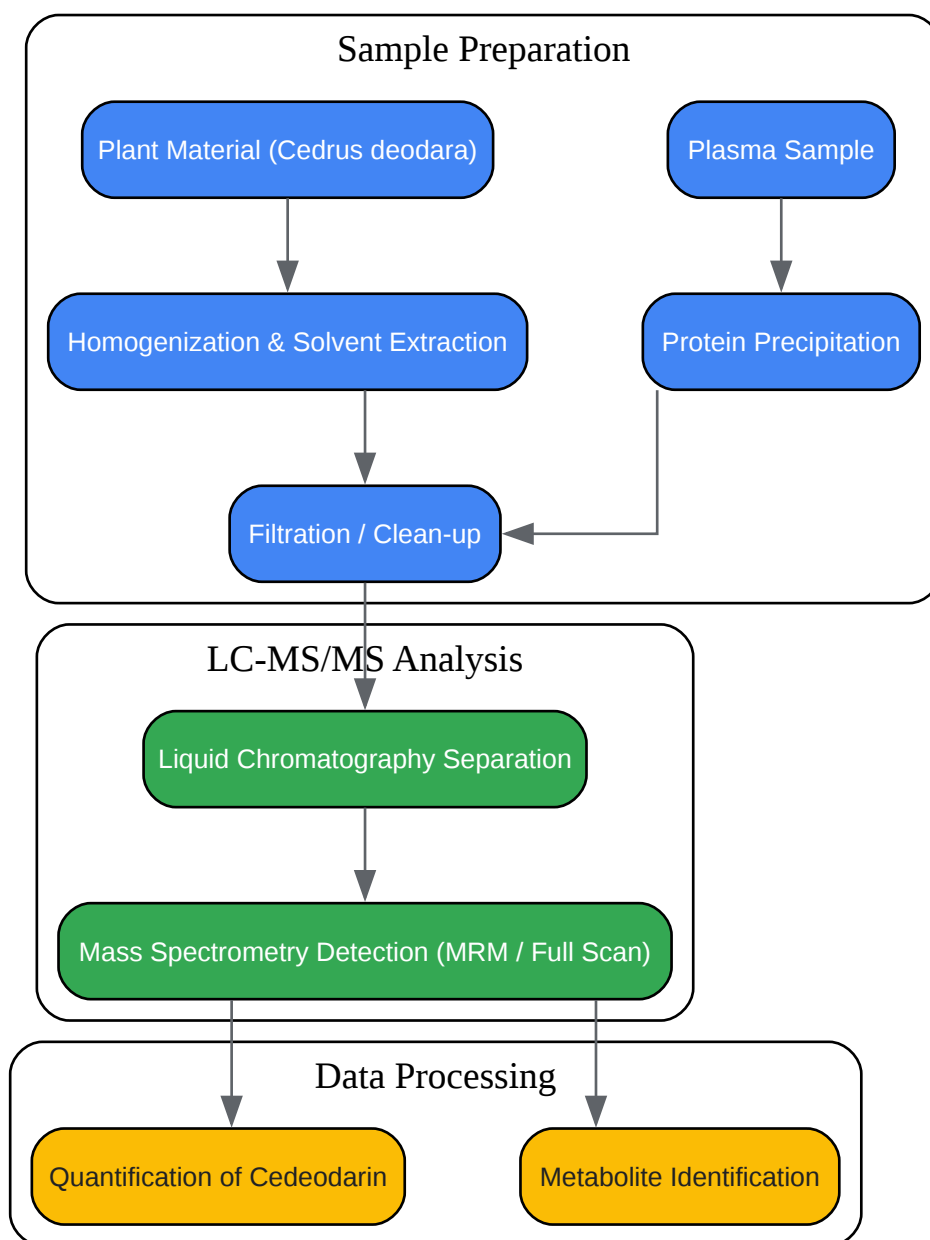 Sample Preparation
Plant Material (Cedrus deodara)
Plasma Sample
Homogenization & Solvent Extraction
Protein Precipitation
Filtration / Clean-up
LC-MS/MS Analysis
Liquid Chromatography Separation
Mass Spectrometry Detection (MRM / Full Scan)
Data Processing
Quantification of Cedeodarin
Metabolite Identification